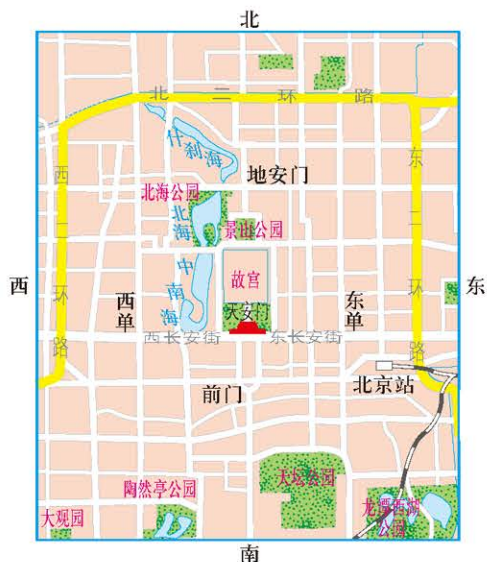 北
北二环路
什刹海
地安门
北海公园
北海
景山公园
西二环路
东二环路
西
东
中南海
故宫
西单
天安门
东单
西长安街
东长安街
前门
北京站
陶然亭公园
天坛公园
大观园
龙潭西湖
公园
南